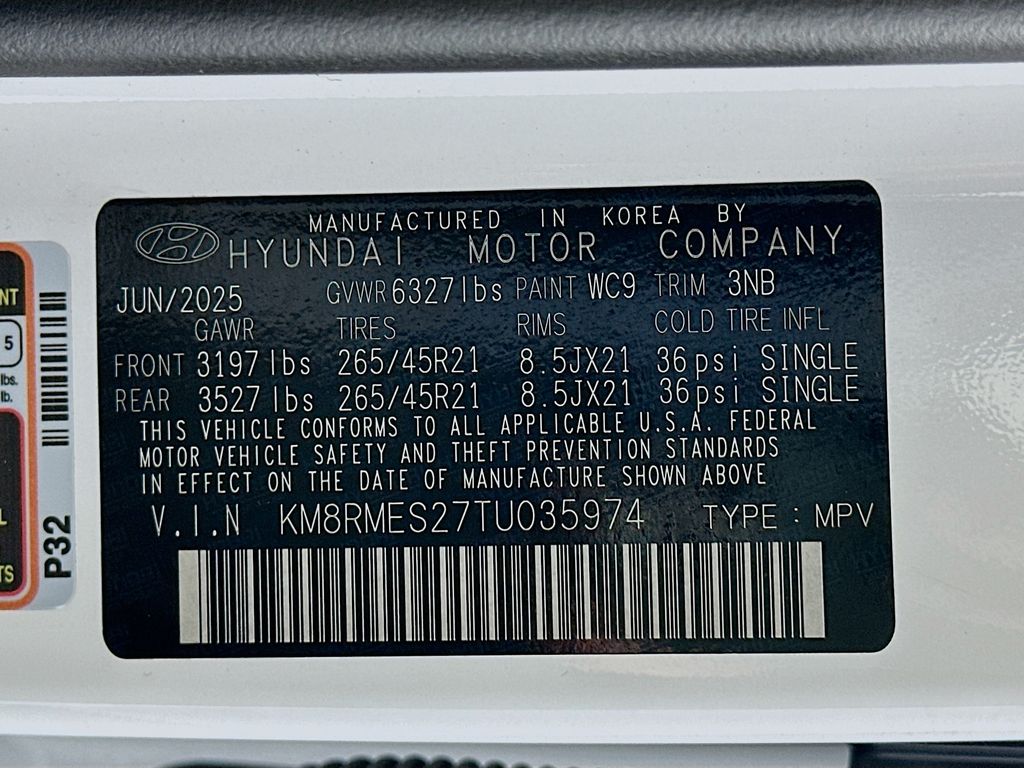 MANUFACTURED IN KOREA BY
HYUNDAI MOTOR COMPANY
JUN/2025 GVWR 6327lbs PAINT WC9 TRIM 3NB
GAWR TIRES RIMS COLD TIRE INFL
FRONT 3197lbs 265/45R21 8.5JX21 36psi SINGLE
REAR 3527lbs 265/45R21 8.5JX21 36psi SINGLE
THIS VEHICLE CONFORMS TO ALL APPLICABLE U.S.A. FEDERAL
MOTOR VEHICLE SAFETY AND THEFT PREVENTION STANDARDS
IN EFFECT ON THE DATE OF MANUFACTURE SHOWN ABOVE
V.I.N KM8RMES27TU035974 TYPE : MPV
5
lbs.
lb.
P32